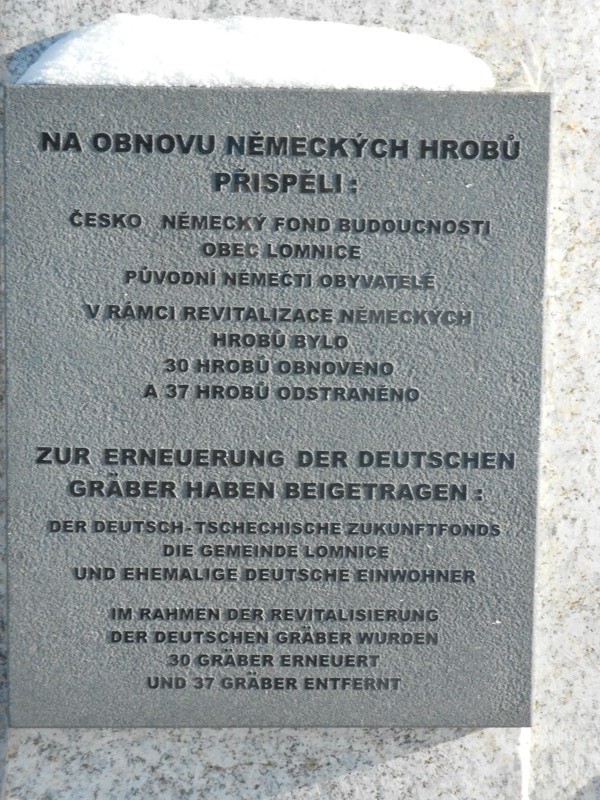 NA OBNOVU NĚMECKÝCH HROBŮ
PŘISPĚLI :
ČESKO NĚMECKÝ FOND BUDOUCNOSTI
OBEC LOMNICE
PŮVODNÍ NĚMEČTÍ OBYVATELÉ
V RÁMCI REVITALIZACE NĚMECKÝCH
HROBŮ BYLO
30 HROBŮ OBNOVENO
A 37 HROBŮ ODSTRANĚNO
ZUR ERNEUERUNG DER DEUTSCHEN
GRÄBER HABEN BEIGETRAGEN :
DER DEUTSCH-TSCHECHISCHE ZUKUNFTFONDS
DIE GEMEINDE LOMNICE
UND EHEMALIGE DEUTSCHE EINWOHNER
IM RAHMEN DER REVITALISIERUNG
DER DEUTSCHEN GRÄBER WURDEN
30 GRÄBER ERNEUERT
UND 37 GRÄBER ENTFERNT